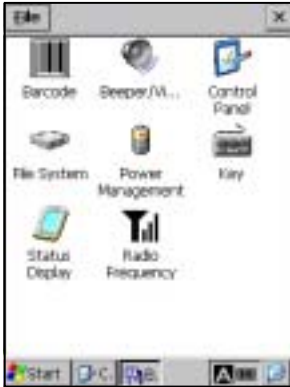 File
Barcode Beeper/Vi... Control Panel
File System Power Management Key
Status Display Radio Frequency
Start C. B.
A